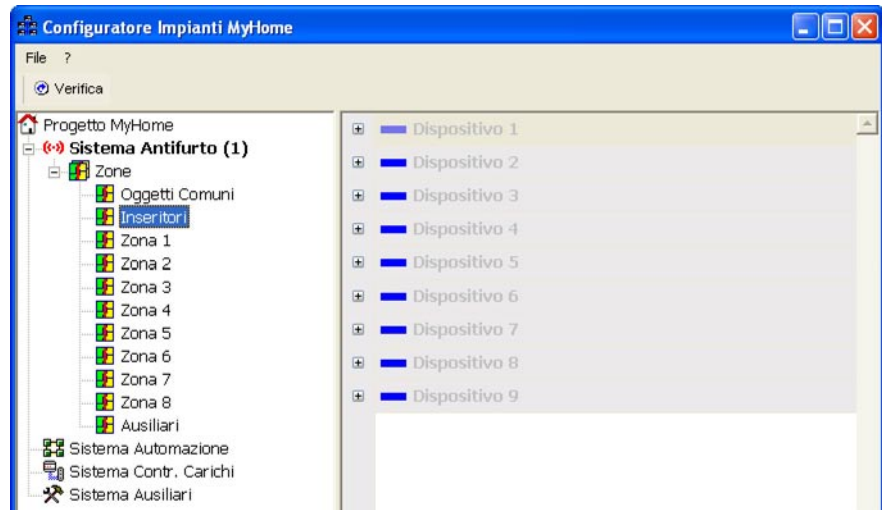 Configuratore Impianti MyHome
File ?
Verifica
Progetto MyHome
Sistema Antifurto (1)
Zone
Oggetti Comuni
Inseritori
Zona 1
Zona 2
Zona 3
Zona 4
Zona 5
Zona 6
Zona 7
Zona 8
Ausiliari
Sistema Automazione
Sistema Contr. Carichi
Sistema Ausiliari
Dispositivo 1
Dispositivo 2
Dispositivo 3
Dispositivo 4
Dispositivo 5
Dispositivo 6
Dispositivo 7
Dispositivo 8
Dispositivo 9